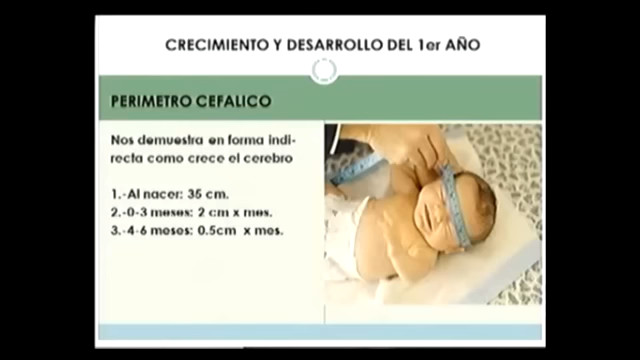 CRECIMIENTO Y DESARROLLO DEL 1er AÑO
PERIMETRO CEFALICO
Nos demuestra en forma indi-
recta como crece el cerebro
1.-Al nacer: 35 cm.
2.-0-3 meses: 2 cm x mes.
3.-4-6 meses: 0.5cm x mes.